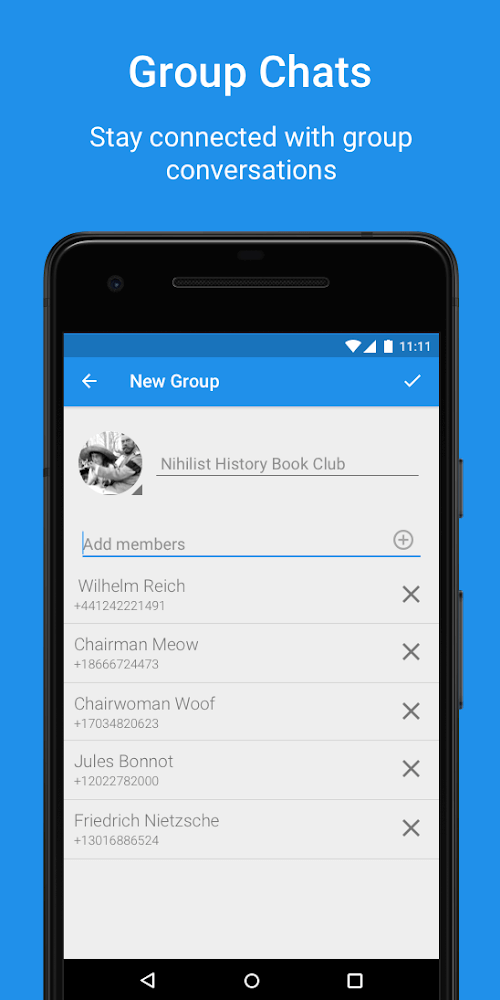 Group Chats
Stay connected with group
conversations
11:11
New Group
Nihilist History Book Club
Add members
Wilhelm Reich
+441242221491
Chairman Meow
+18666724473
Chairwoman Woof
+17034820623
Jules Bonnot
+12022782000
Friedrich Nietzsche
+13016886524